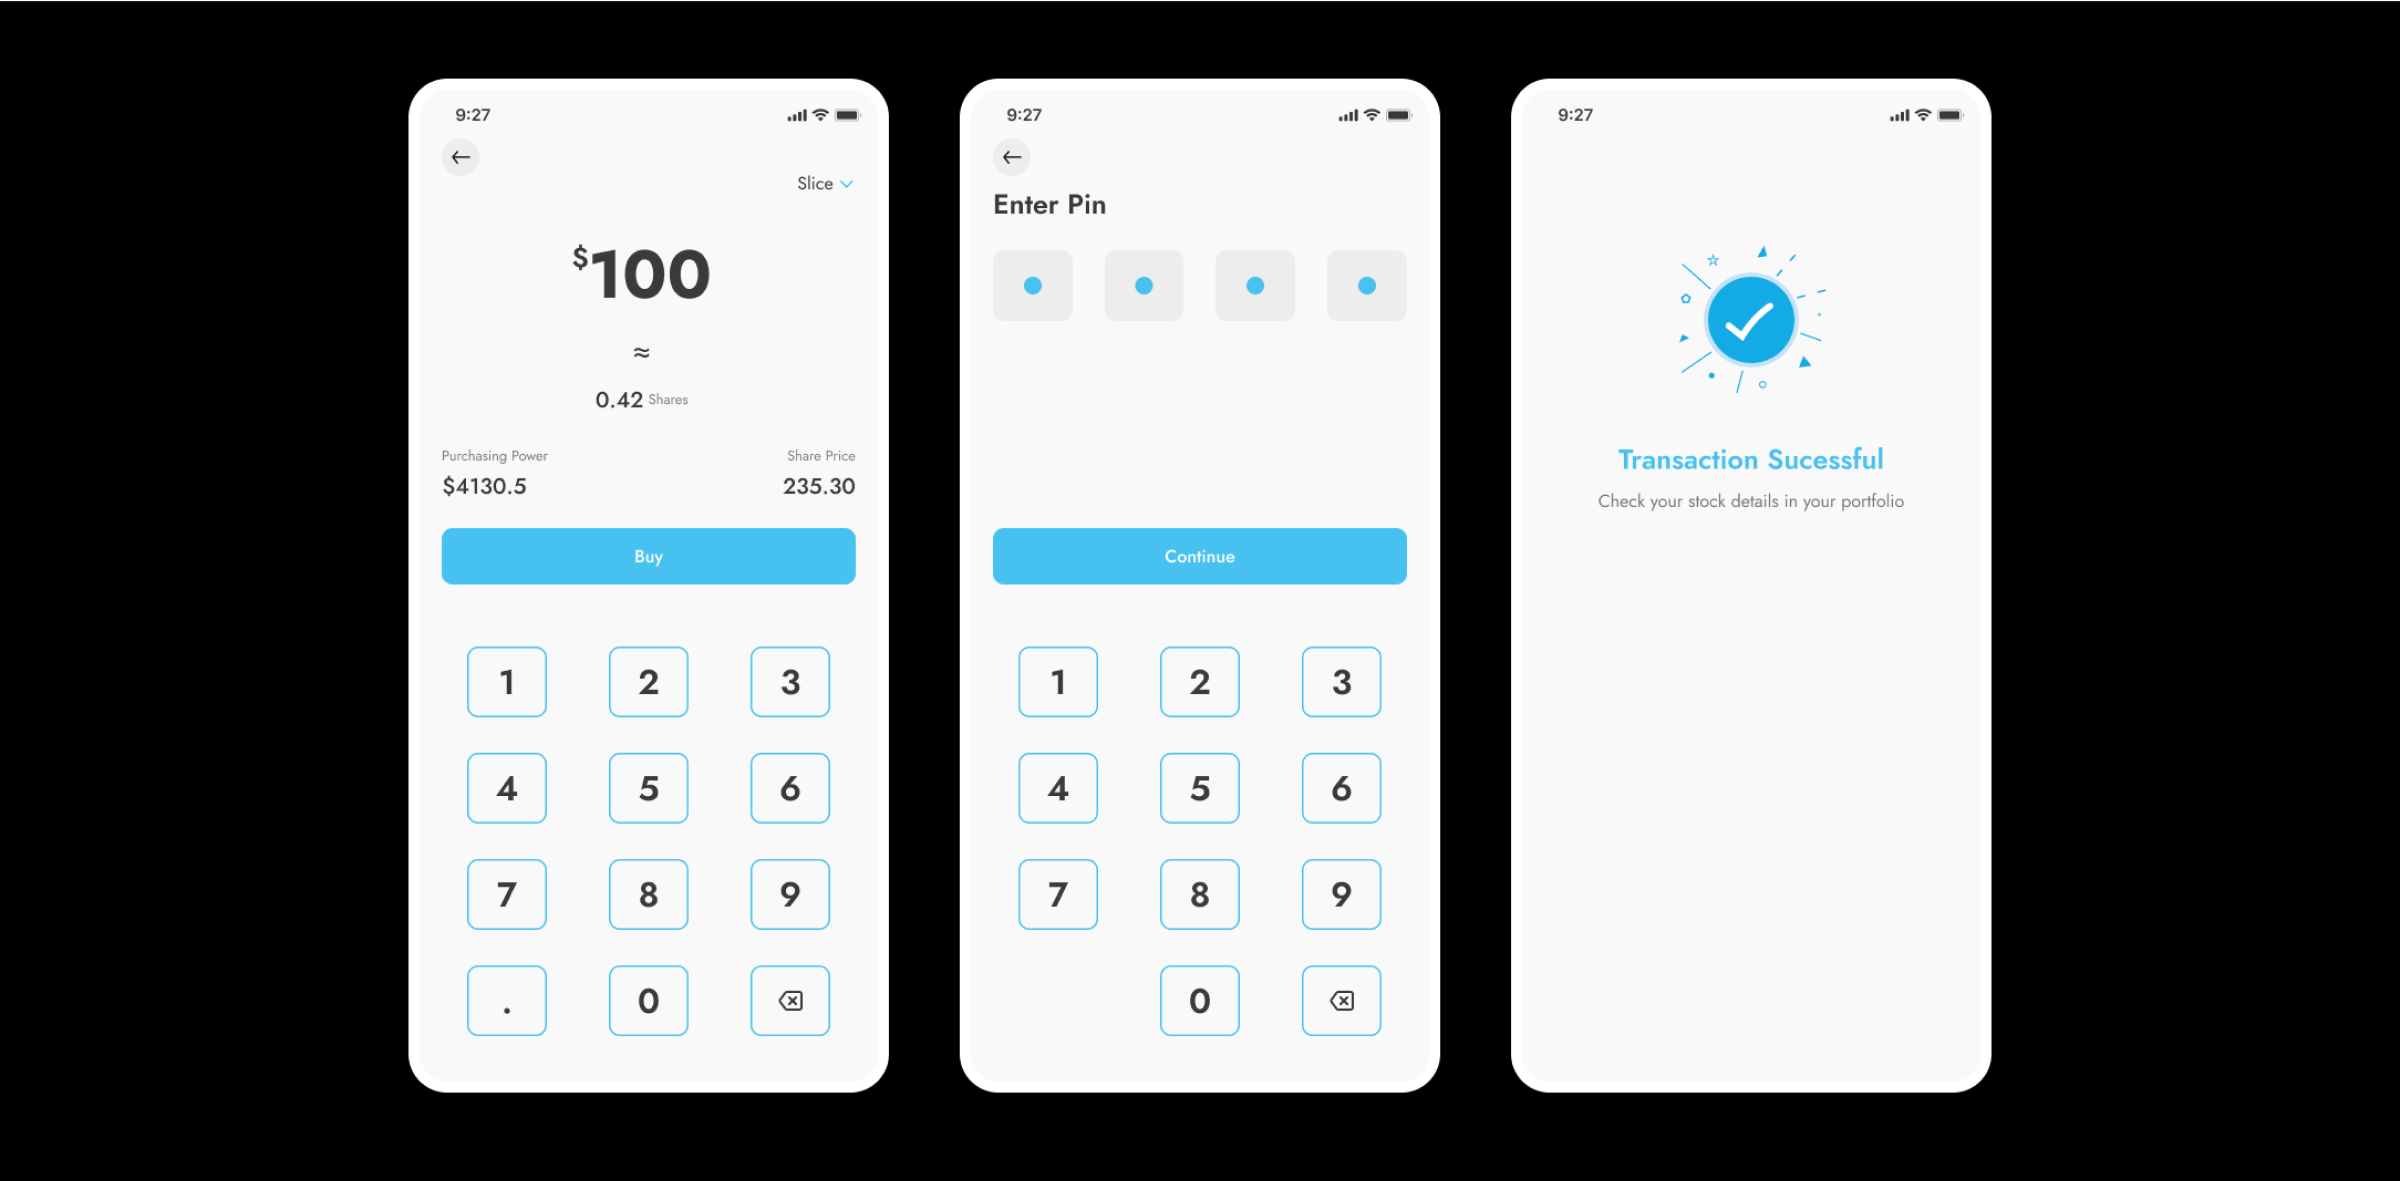 9:27
Slice
$100
≈
0.42 Shares
Purchasing Power Share Price
$4130.5 235.30
Buy
1 2 3
4 5 6
7 8 9
. 0
9:27
Enter Pin
Continue
1 2 3
4 5 6
7 8 9
0
9:27
Transaction Sucessful
Check your stock details in your portfolio